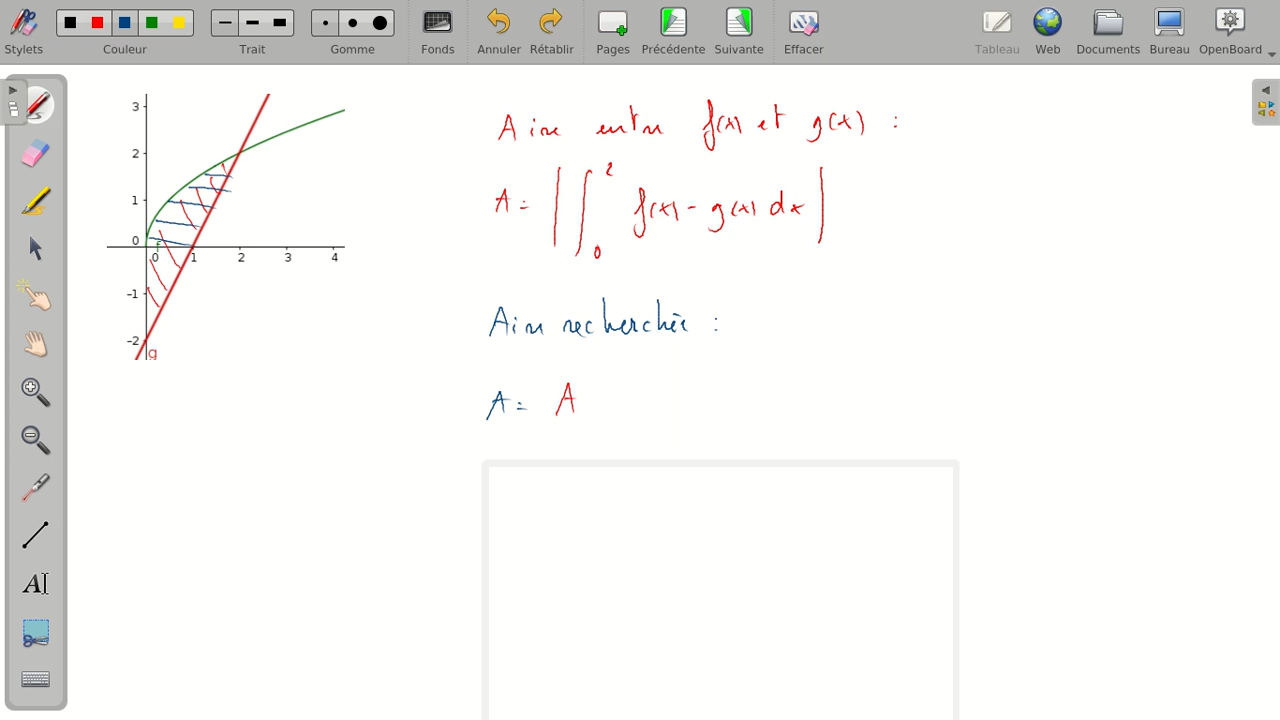 Stylets Couleur Trait Gomme Fonds Annuler Rétablir Pages Précédente Suivante Effacer Tableau Web Documents Bureau OpenBoard
3
2
1
0
0 1 2 3 4
f
-1
-2
g
Aire entre f(x) et g(x) :
A = | ∫₀² f(x) - g(x) dx |
Aire recherchée :
A = A